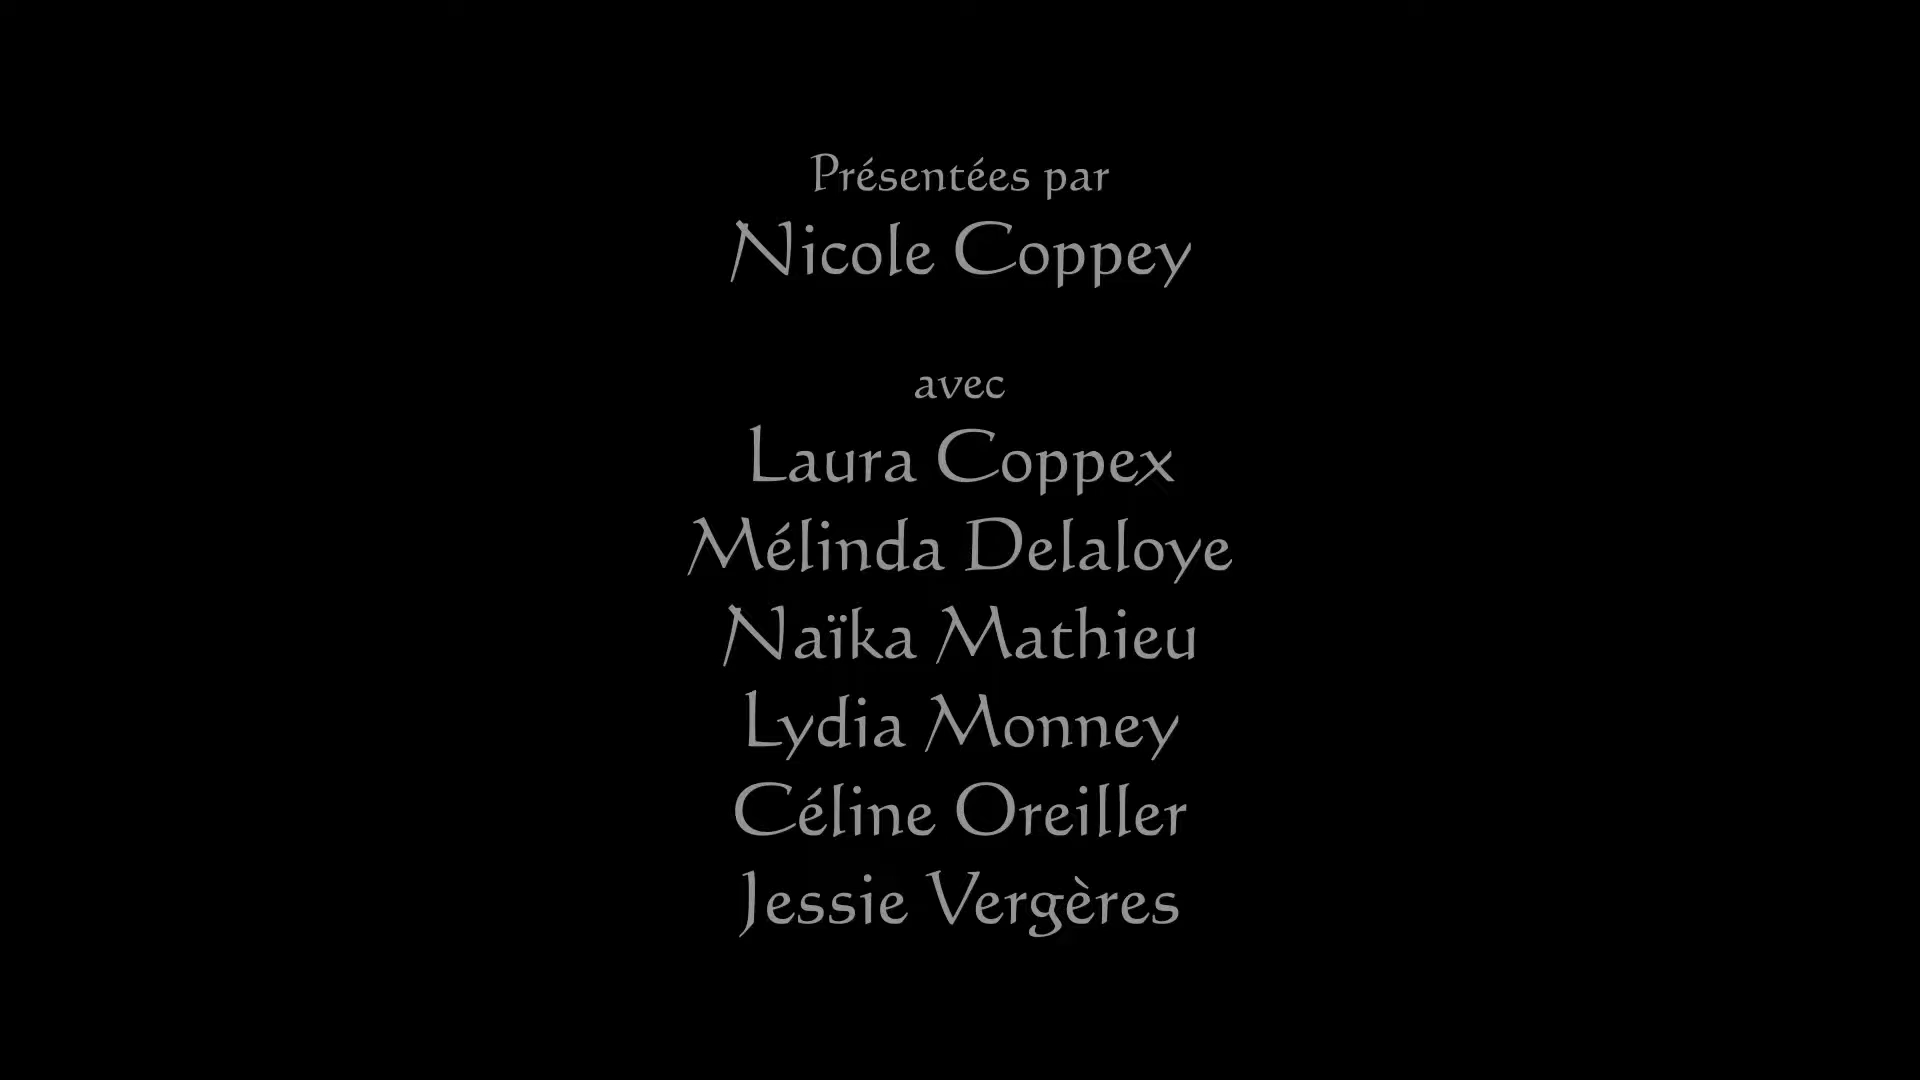 Présentées par
Nicole Coppey
avec
Laura Coppex
Mélinda Delaloye
Naïka Mathieu
Lydia Monney
Céline Oreiller
Jessie Vergères